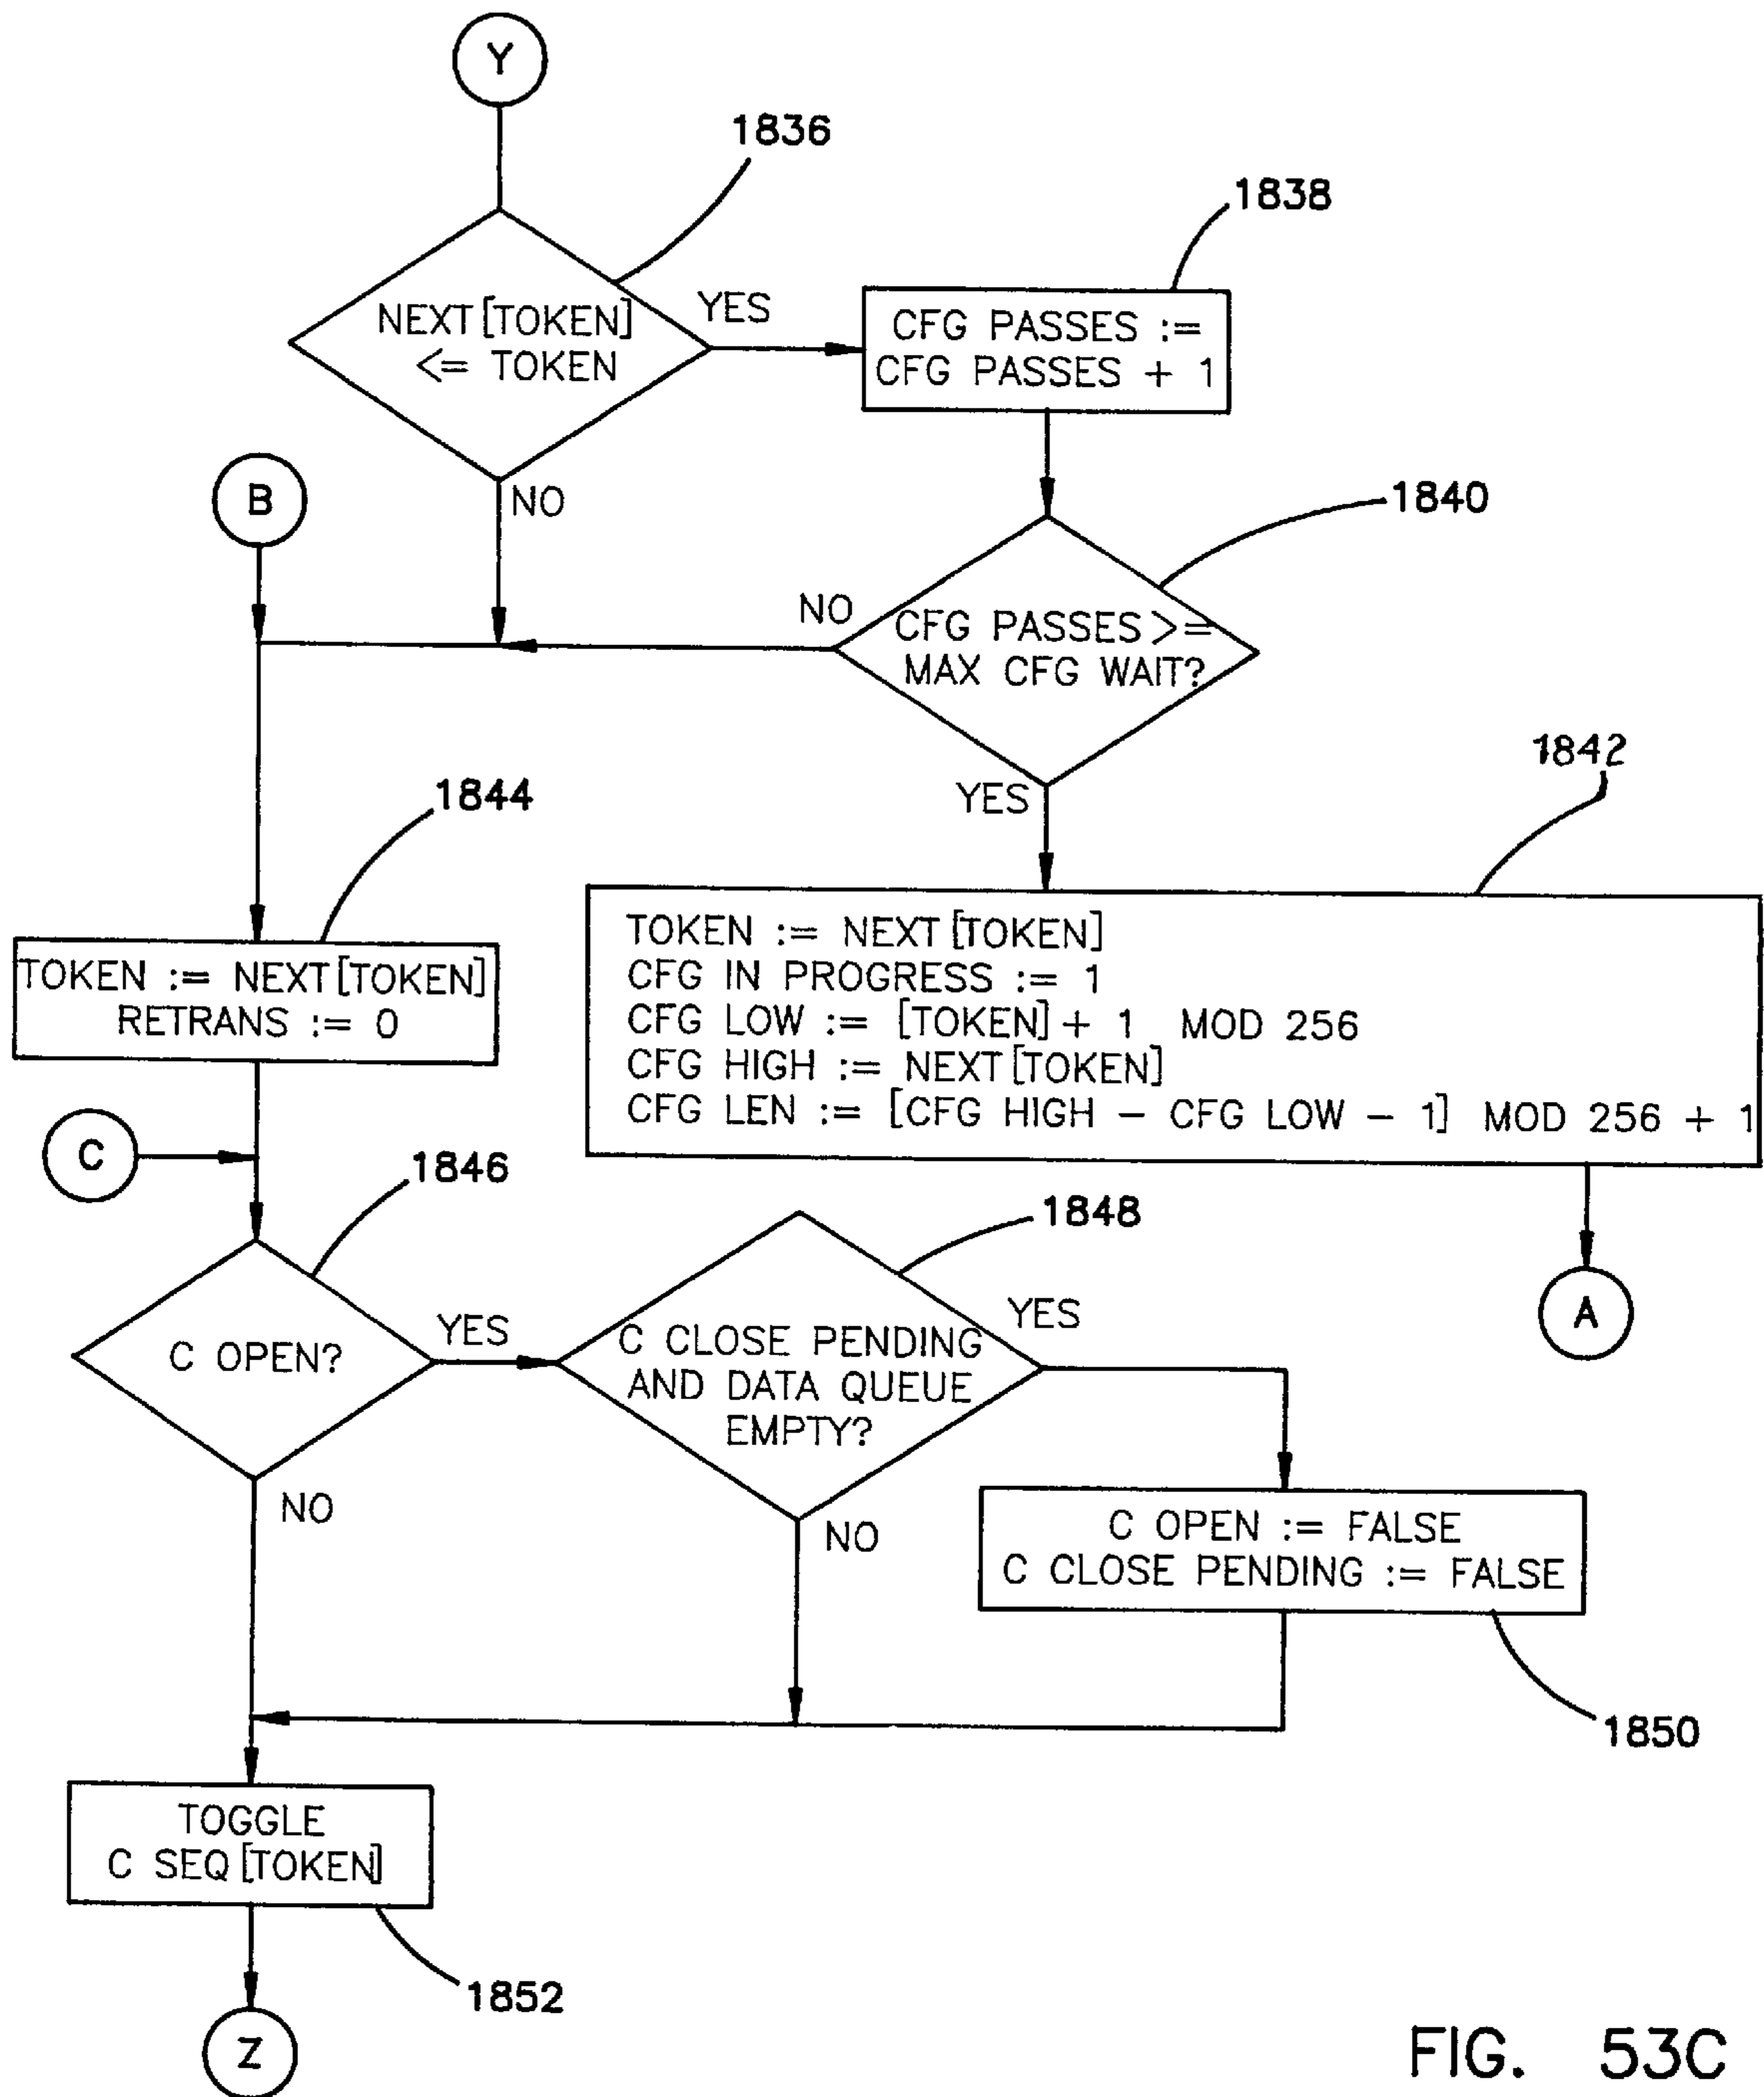 Y
1836
1838
NEXT[TOKEN]
<= TOKEN
YES
CFG PASSES :=
CFG PASSES + 1
B
NO
1840
NO
CFG PASSES >=
MAX CFG WAIT?
1842
YES
1844
TOKEN := NEXT[TOKEN]
CFG IN PROGRESS := 1
CFG LOW := [TOKEN] + 1 MOD 256
CFG HIGH := NEXT[TOKEN]
CFG LEN := [CFG HIGH - CFG LOW - 1] MOD 256 + 1
TOKEN := NEXT[TOKEN]
RETRANS := 0
C
1846
1848
A
C OPEN?
YES
C CLOSE PENDING
AND DATA QUEUE
EMPTY?
YES
NO
NO
C OPEN := FALSE
C CLOSE PENDING := FALSE
1850
TOGGLE
C SEQ[TOKEN]
1852
Z
FIG. 53C